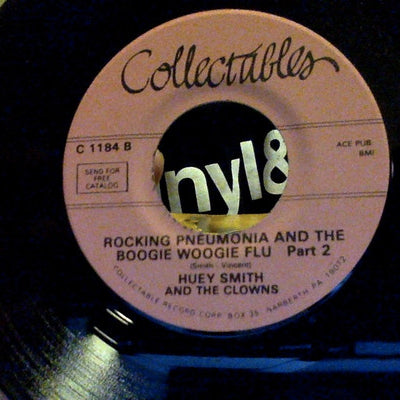 Collectables
C 1184 B
ACE PUB.
BMI
SEND FOR
FREE
CATALOG
nyl&
ROCKING PNEUMONIA AND THE
BOOGIE WOOGIE FLU Part 2
(Smith - Vincent)
HUEY SMITH
AND THE CLOWNS
COLLECTABLE RECORD CORP. BOX 35, NARBERTH, PA 19072